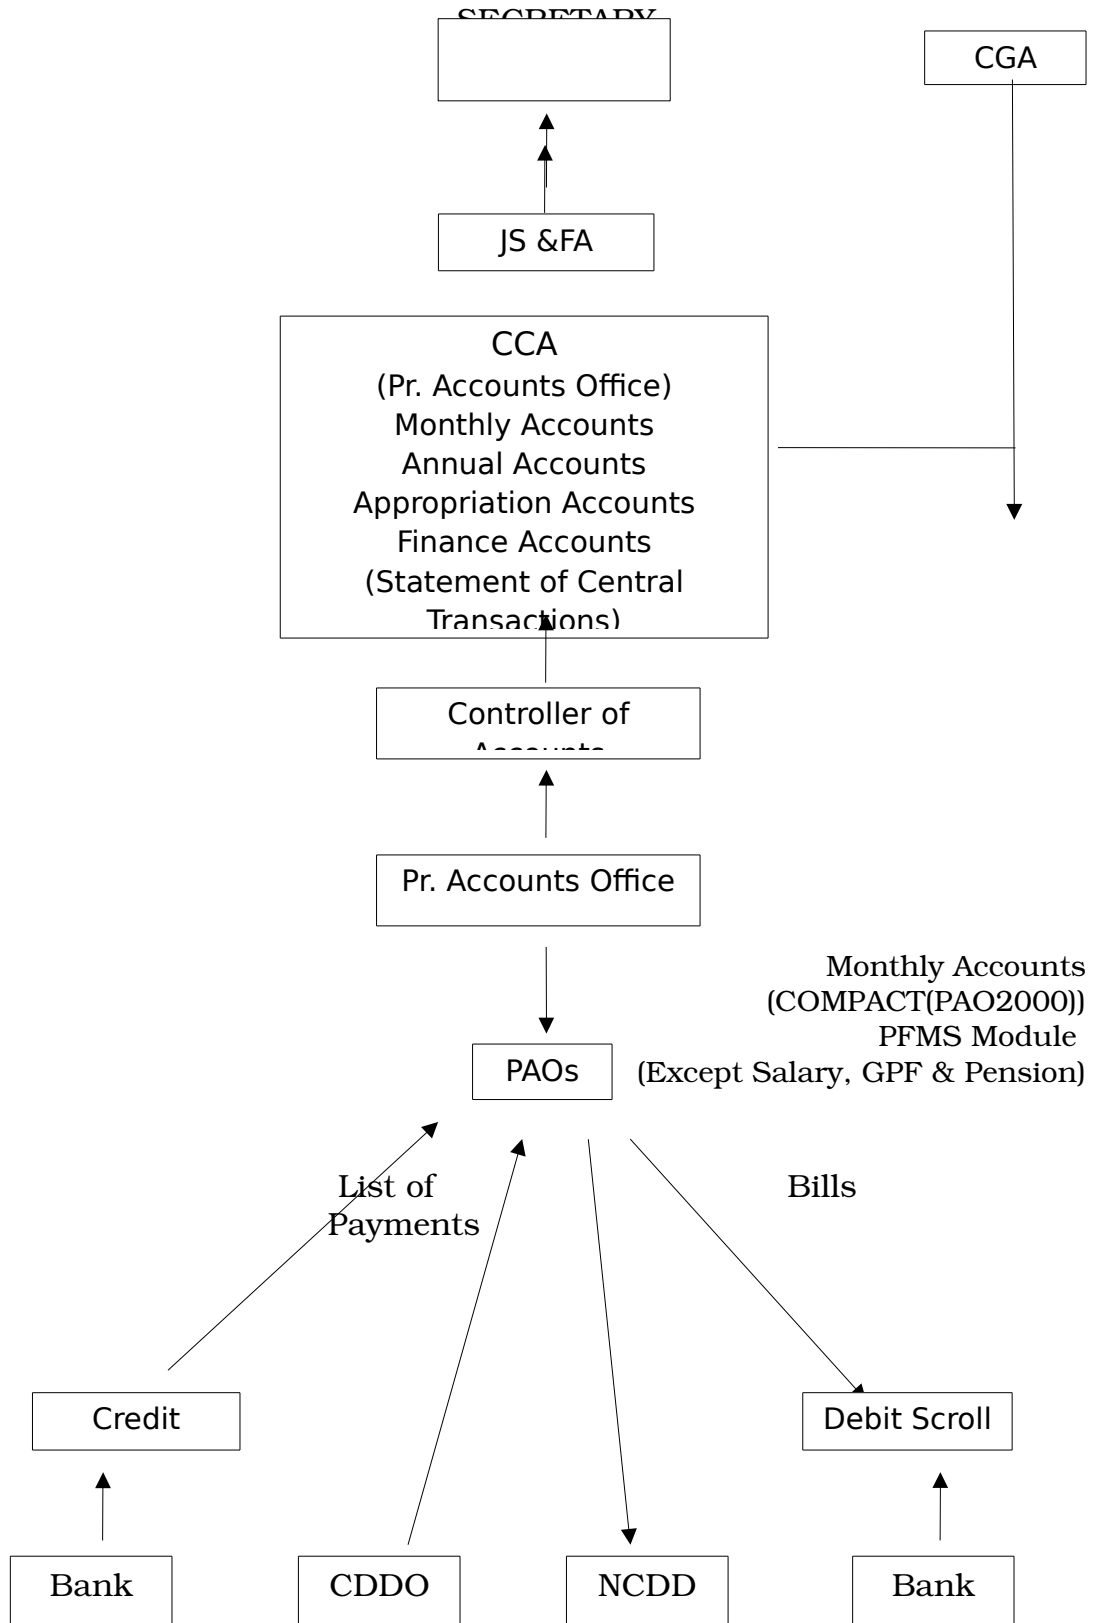 SECRETARY
CGA
JS &FA
CCA
(Pr. Accounts Office)
Monthly Accounts
Annual Accounts
Appropriation Accounts
Finance Accounts
(Statement of Central
Transactions)
Controller of
Accounts
Pr. Accounts Office
Monthly Accounts
(COMPACT(PAO2000))
PFMS Module
(Except Salary, GPF & Pension)
PAOs
List of
Payments
Bills
Credit
Debit Scroll
Bank
CDDO
NCDD
Bank